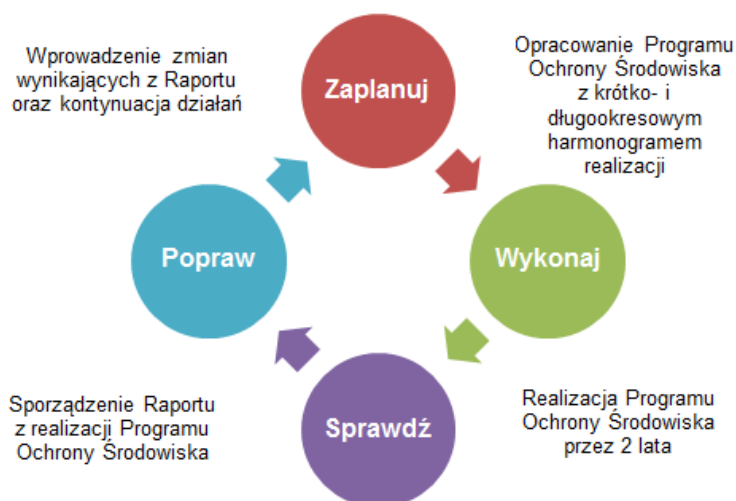 Wprowadzenie zmian
wynikających z Raportu
oraz kontynuacja działań
Zaplanuj
Opracowanie Programu
Ochrony Środowiska
z krótko- i
długookresowym
harmonogramem
realizacji
Popraw
Wykonaj
Sporządzenie Raportu
z realizacji Programu
Ochrony Środowiska
Sprawdź
Realizacja Programu
Ochrony Środowiska
przez 2 lata